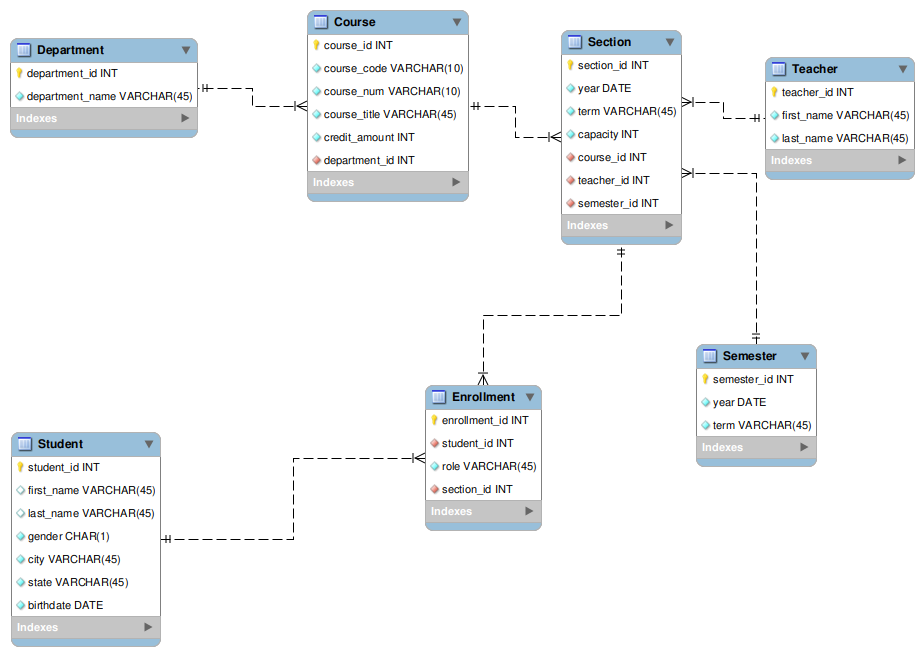 Department
department_id INT
department_name VARCHAR(45)
Indexes
Course
course_id INT
course_code VARCHAR(10)
course_num VARCHAR(10)
course_title VARCHAR(45)
credit_amount INT
department_id INT
Indexes
Section
section_id INT
year DATE
term VARCHAR(45)
capacity INT
course_id INT
teacher_id INT
semester_id INT
Indexes
Teacher
teacher_id INT
first_name VARCHAR(45)
last_name VARCHAR(45)
Indexes
Semester
semester_id INT
year DATE
term VARCHAR(45)
Indexes
Enrollment
enrollment_id INT
student_id INT
role VARCHAR(45)
section_id INT
Indexes
Student
student_id INT
first_name VARCHAR(45)
last_name VARCHAR(45)
gender CHAR(1)
city VARCHAR(45)
state VARCHAR(45)
birthdate DATE
Indexes